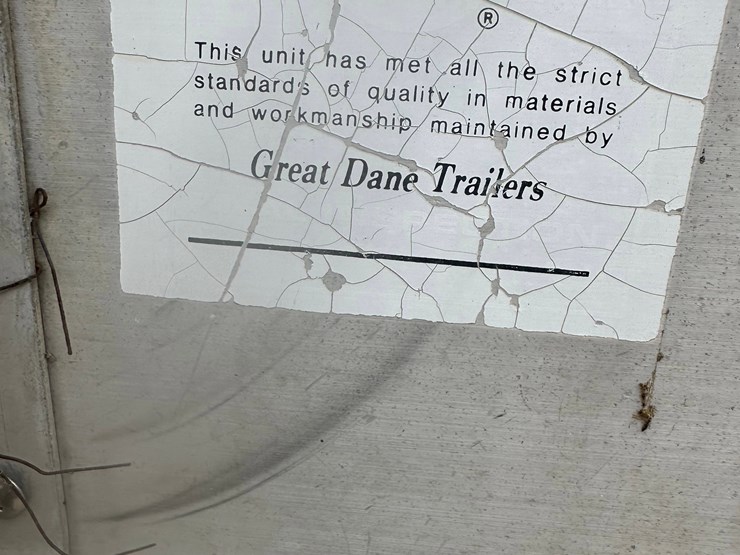 ®
This unit has met all the strict
standards of quality in materials
and workmanship maintained by
Great Dane Trailers